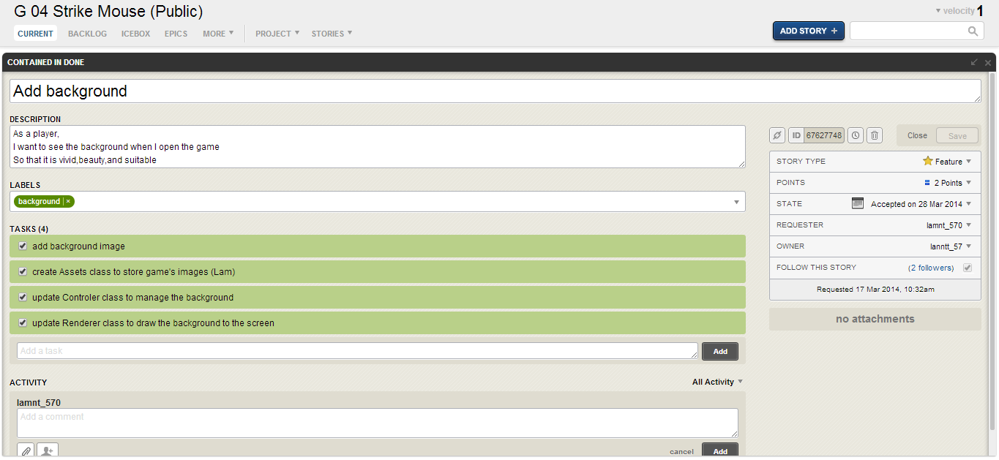 G 04 Strike Mouse (Public)
velocity 1
CURRENT BACKLOG ICEBOX EPICS MORE PROJECT STORIES
ADD STORY +
CONTAINED IN DONE
Add background
DESCRIPTION
As a player,
I want to see the background when I open the game
So that it is vivid,beauty,and suitable
LABELS
background ×
TASKS (4)
add background image
create Assets class to store game's images (Lam)
update Controler class to manage the background
update Renderer class to draw the background to the screen
Add a task
Add
ACTIVITY
All Activity
lamnt_570
Add a comment
cancel
Add
ID 67627748
Close
Save
STORY TYPE Feature
POINTS 2 Points
STATE Accepted on 28 Mar 2014
REQUESTER lamnt_570
OWNER lanntt_57
FOLLOW THIS STORY (2 followers)
Requested 17 Mar 2014, 10:32am
no attachments